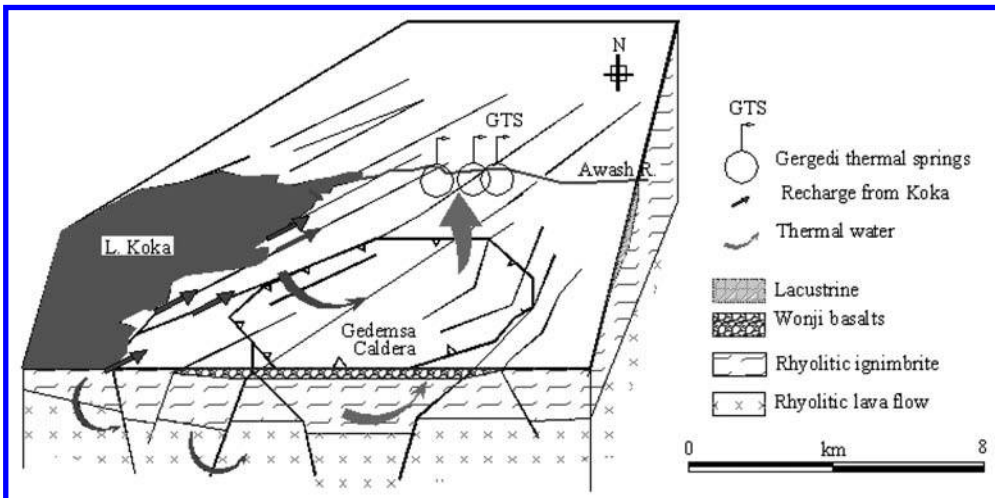 N
GTS
Awash R.
L. Koka
Gedemsa
Caldera
GTS
Gergedi thermal springs
Recharge from Koka
Thermal water
Lacustrine
Wonji basalts
Rhyolitic ignimbrite
Rhyolitic lava flow
0 km 8